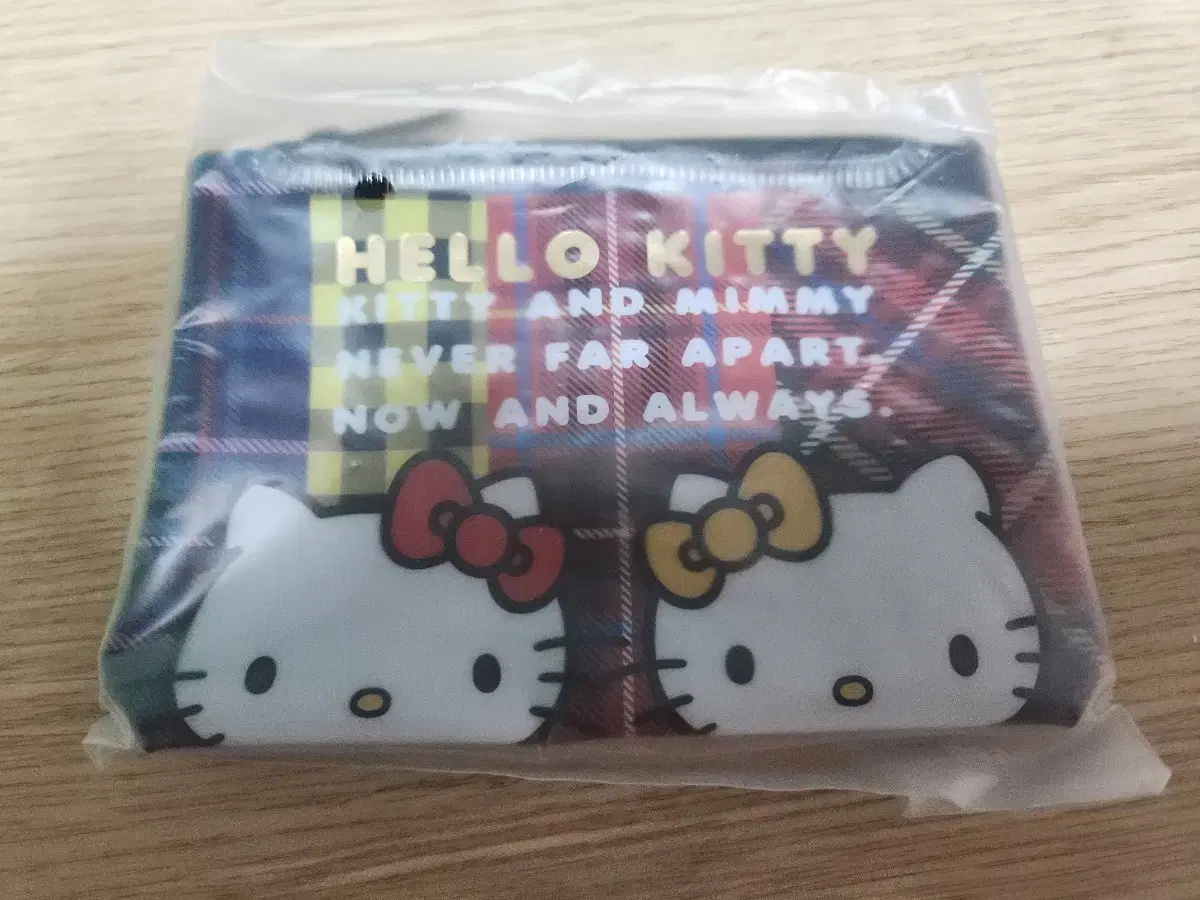 HELLO KITTY
KITTY AND MIMMY
NEVER FAR APART.
NOW AND ALWAYS.